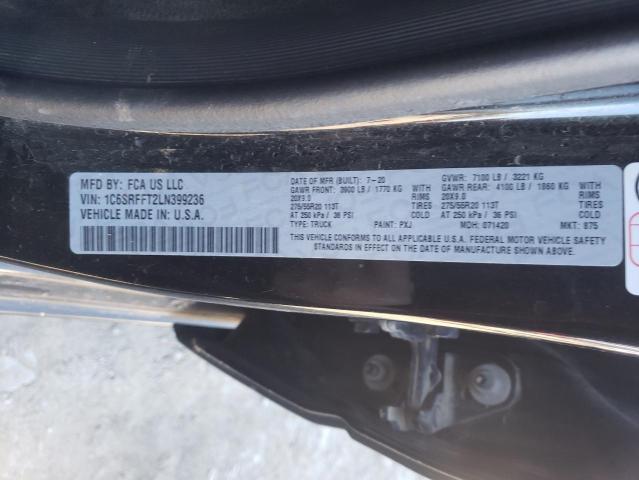 MFD BY: FCA US LLC
VIN: 1C6SRFFT2LN399236
VEHICLE MADE IN: U.S.A.
DATE OF MFR (BUILT): 7-20 GVWR: 7100 LB / 3221 KG
GAWR FRONT: 3900 LB / 1770 KG GAWR REAR: 4100 LB / 1860 KG
20X9.0 RIMS 20X9.0 RIMS
275/55R20 113T TIRES 275/55R20 113T TIRES
AT 250 kPa / 36 PSI COLD AT 250 kPa / 36 PSI COLD
TYPE: TRUCK PAINT: PXJ MDH: 071420 MKT: 875
THIS VEHICLE CONFORMS TO ALL APPLICABLE U.S.A. FEDERAL MOTOR VEHICLE SAFETY
STANDARDS IN EFFECT ON THE DATE OF MANUFACTURE SHOWN ABOVE.